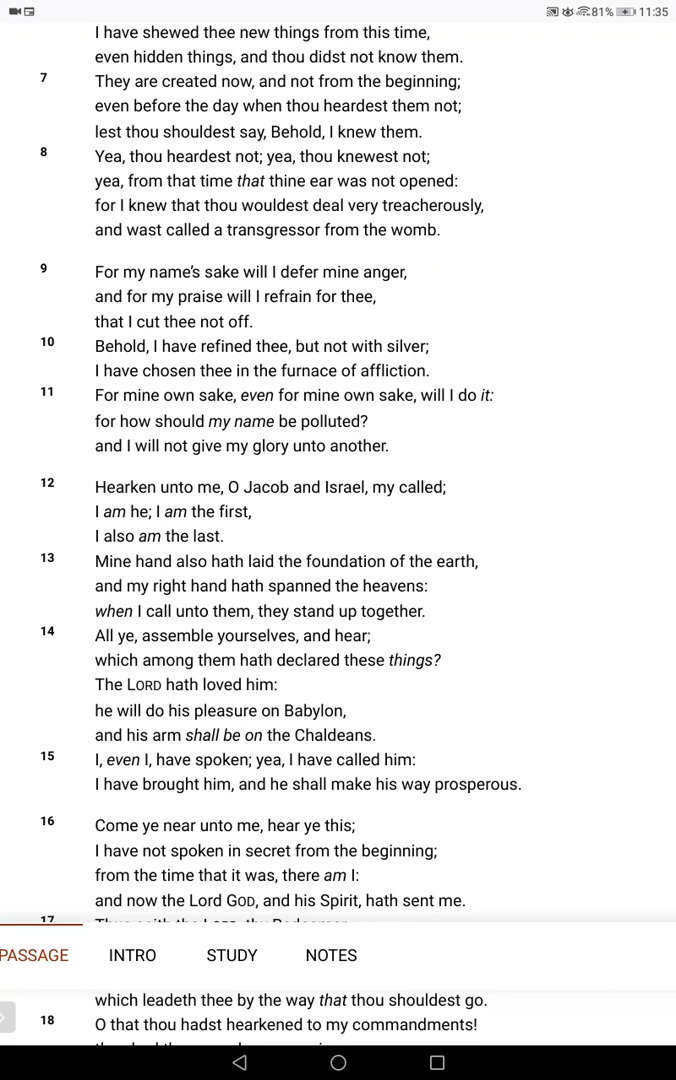 81% 11:35
I have shewed thee new things from this time,
even hidden things, and thou didst not know them.
7 They are created now, and not from the beginning;
even before the day when thou heardest them not;
lest thou shouldest say, Behold, I knew them.
8 Yea, thou heardest not; yea, thou knewest not;
yea, from that time that thine ear was not opened:
for I knew that thou wouldest deal very treacherously,
and wast called a transgressor from the womb.
9 For my name's sake will I defer mine anger,
and for my praise will I refrain for thee,
that I cut thee not off.
10 Behold, I have refined thee, but not with silver;
I have chosen thee in the furnace of affliction.
11 For mine own sake, even for mine own sake, will I do it:
for how should my name be polluted?
and I will not give my glory unto another.
12 Hearken unto me, O Jacob and Israel, my called;
I am he; I am the first,
I also am the last.
13 Mine hand also hath laid the foundation of the earth,
and my right hand hath spanned the heavens:
when I call unto them, they stand up together.
14 All ye, assemble yourselves, and hear;
which among them hath declared these things?
The LORD hath loved him:
he will do his pleasure on Babylon,
and his arm shall be on the Chaldeans.
15 I, even I, have spoken; yea, I have called him:
I have brought him, and he shall make his way prosperous.
16 Come ye near unto me, hear ye this;
I have not spoken in secret from the beginning;
from the time that it was, there am I:
and now the Lord GOD, and his Spirit, hath sent me.
17 Thus saith the LORD, thy Redeemer
PASSAGE INTRO STUDY NOTES
which leadeth thee by the way that thou shouldest go.
18 O that thou hadst hearkened to my commandments!